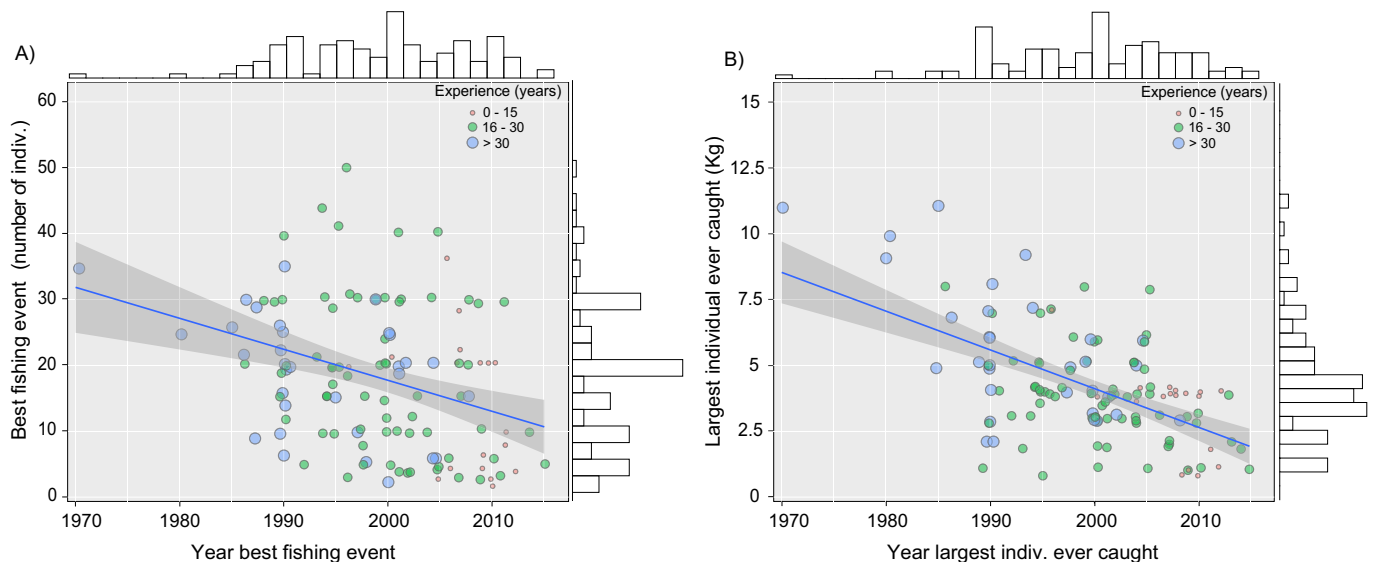 A)
Experience (years)
0 - 15
16 - 30
> 30
60
50
40
30
20
10
0
Best fishing event (number of indiv.)
1970 1980 1990 2000 2010
Year best fishing event
B)
Experience (years)
0 - 15
16 - 30
> 30
15
12.5
10
7.5
5
2.5
0
Largest individual ever caught (Kg)
1970 1980 1990 2000 2010
Year largest indiv. ever caught